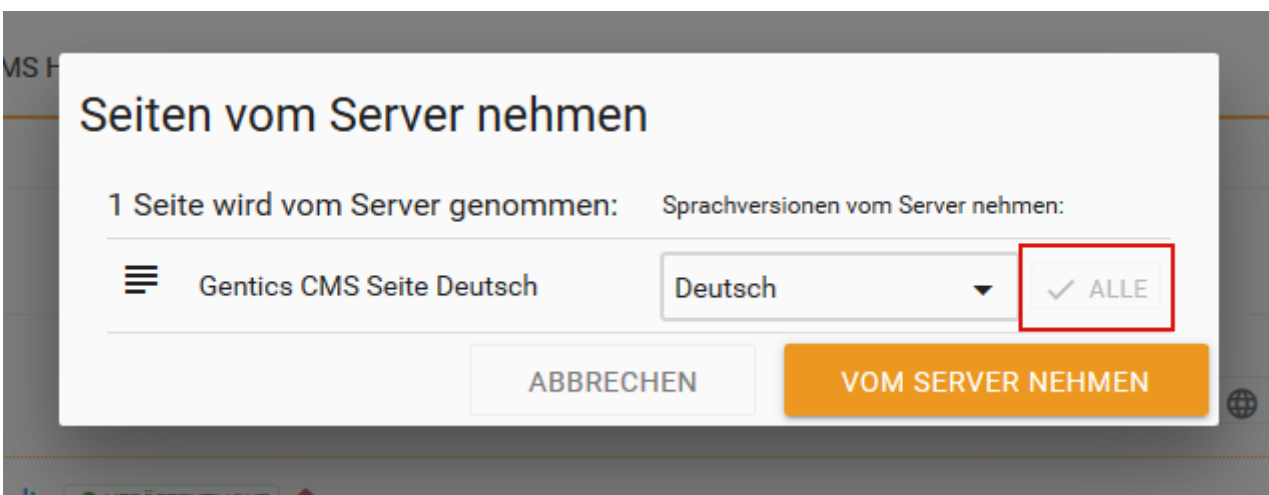 MS H
Seiten vom Server nehmen
1 Seite wird vom Server genommen:
Sprachversionen vom Server nehmen:
Gentics CMS Seite Deutsch
Deutsch
ALLE
ABBRECHEN
VOM SERVER NEHMEN